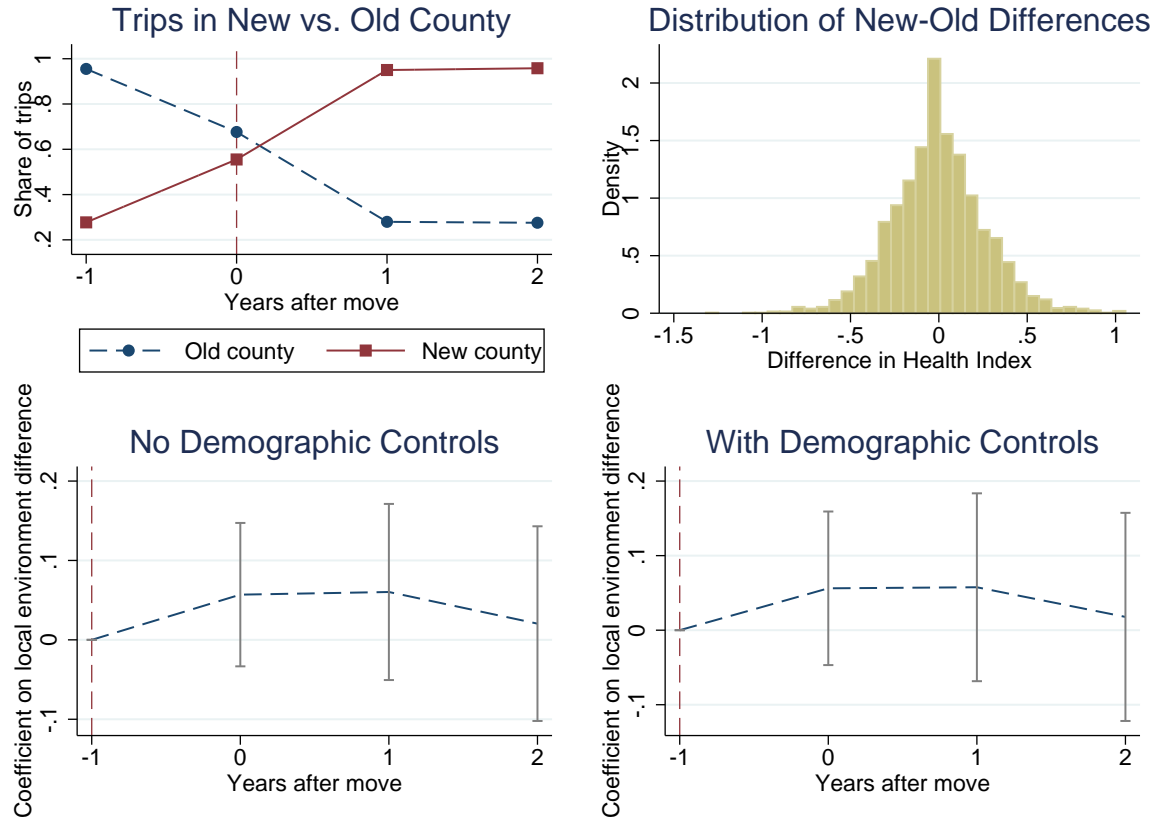 Trips in New vs. Old County
Share of trips
1
.8
.6
.4
.2
-1 0 1 2
Years after move
Old county New county
Distribution of New-Old Differences
Density
2
1.5
1
.5
0
-1.5 -1 -.5 0 .5 1
Difference in Health Index
No Demographic Controls
Coefficient on local environment difference
.2
.1
0
-.1
-1 0 1 2
Years after move
With Demographic Controls
Coefficient on local environment difference
.2
.1
0
-.1
-1 0 1 2
Years after move